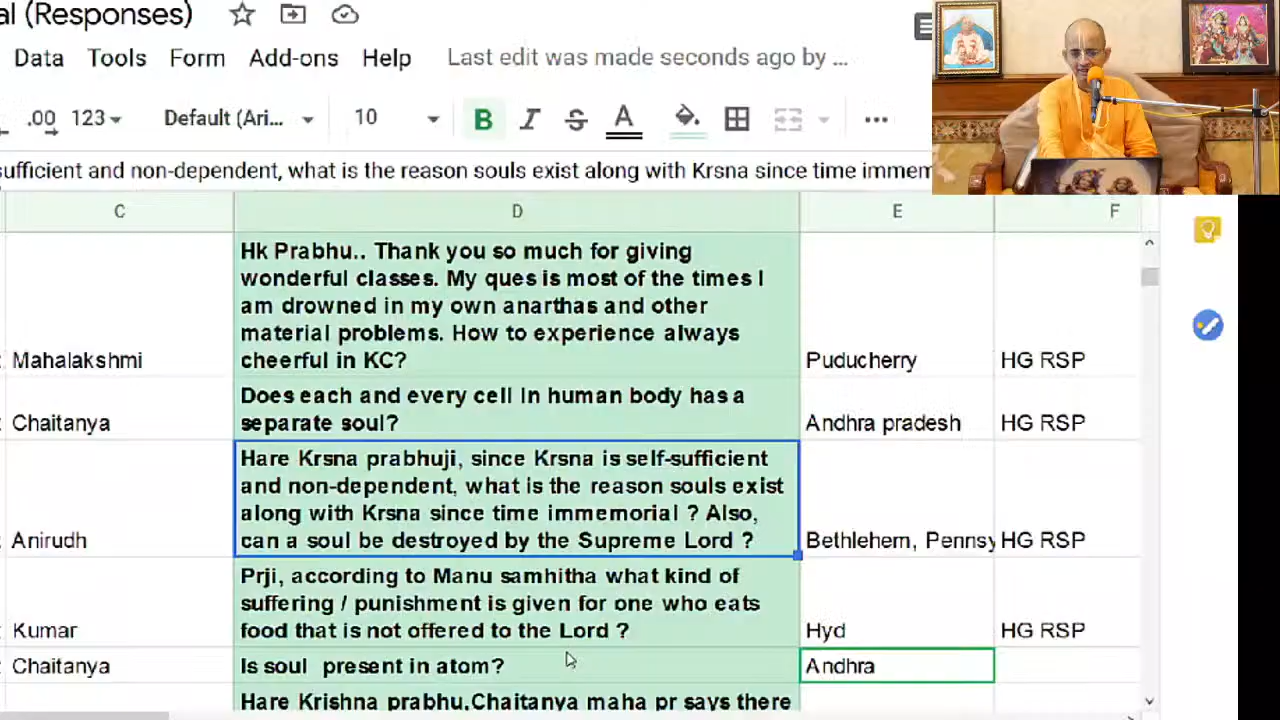 al (Responses)
Data Tools Form Add-ons Help Last edit was made seconds ago by ...
.00 123 Default (Ari... 10 B I S A
sufficient and non-dependent, what is the reason souls exist along with Krsna since time immem
C D E F
Hk Prabhu.. Thank you so much for giving
wonderful classes. My ques is most of the times I
am drowned in my own anarthas and other
material problems. How to experience always
cheerful in KC?
Mahalakshmi
Puducherry
HG RSP
Does each and every cell In human body has a
separate soul?
Chaitanya
Andhra pradesh
HG RSP
Hare Krsna prabhuji, since Krsna is self-sufficient
and non-dependent, what is the reason souls exist
along with Krsna since time immemorial ? Also,
can a soul be destroyed by the Supreme Lord ?
Anirudh
Bethlehem, Pennsy
HG RSP
Prji, according to Manu samhitha what kind of
suffering / punishment is given for one who eats
food that is not offered to the Lord ?
Kumar
Hyd
HG RSP
Chaitanya
Is soul present in atom?
Andhra
Hare Krishna prabhu,Chaitanya maha pr says there